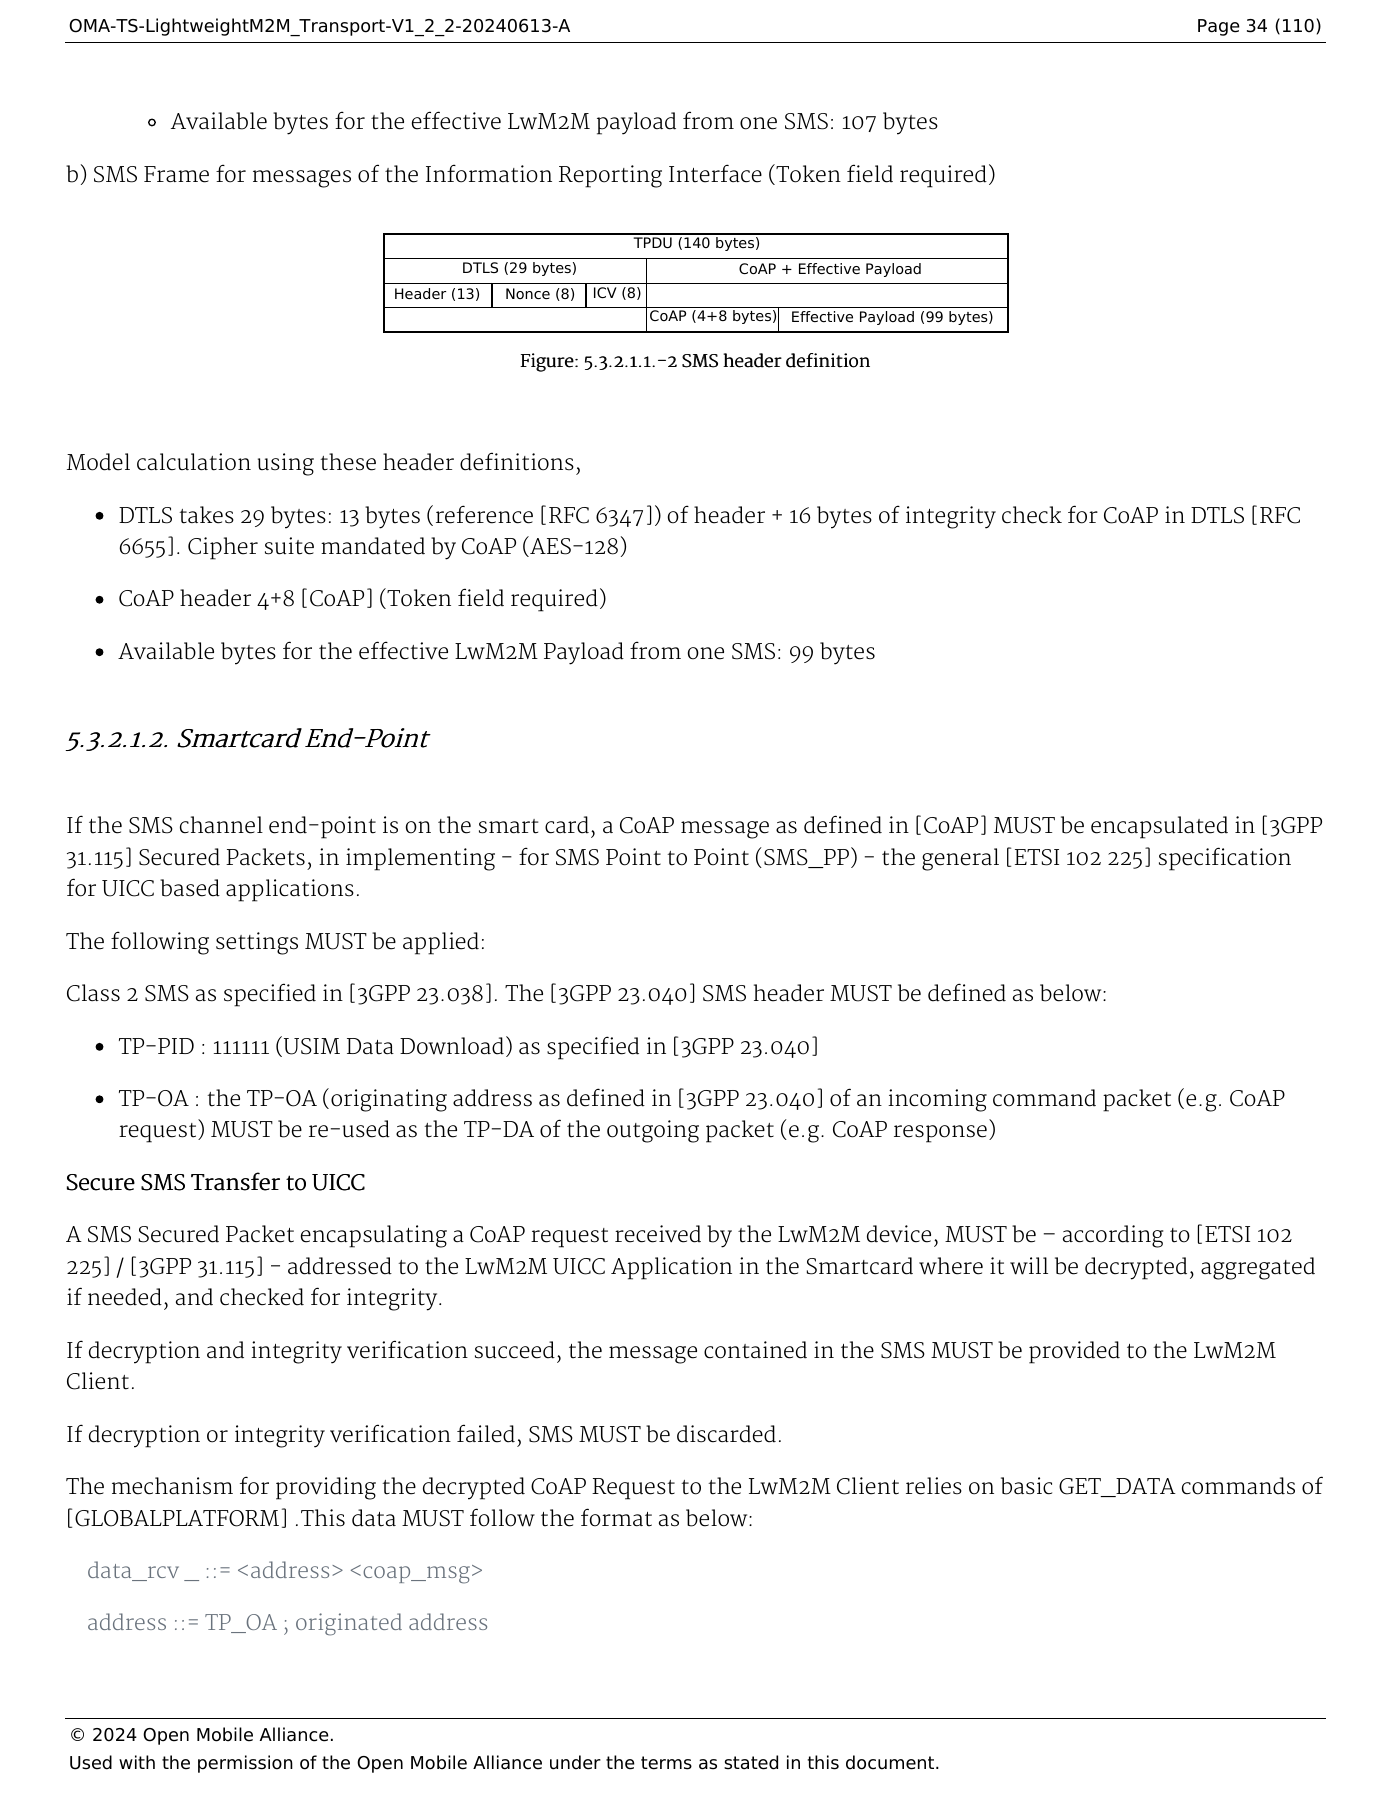 OMA-TS-LightweightM2M_Transport-V1_2_2-20240613-A Page 34 (110)
◦ Available bytes for the effective LwM2M payload from one SMS: 107 bytes
b) SMS Frame for messages of the Information Reporting Interface (Token field required)
TPDU (140 bytes)
DTLS (29 bytes) CoAP + Effective Payload
Header (13) Nonce (8) ICV (8)
CoAP (4+8 bytes) Effective Payload (99 bytes)
Figure: 5.3.2.1.1.-2 SMS header definition
Model calculation using these header definitions,
• DTLS takes 29 bytes: 13 bytes (reference [RFC 6347]) of header + 16 bytes of integrity check for CoAP in DTLS [RFC
6655]. Cipher suite mandated by CoAP (AES-128)
• CoAP header 4+8 [CoAP] (Token field required)
• Available bytes for the effective LwM2M Payload from one SMS: 99 bytes
5.3.2.1.2. Smartcard End-Point
If the SMS channel end-point is on the smart card, a CoAP message as defined in [CoAP] MUST be encapsulated in [3GPP
31.115] Secured Packets, in implementing - for SMS Point to Point (SMS_PP) - the general [ETSI 102 225] specification
for UICC based applications.
The following settings MUST be applied:
Class 2 SMS as specified in [3GPP 23.038]. The [3GPP 23.040] SMS header MUST be defined as below:
• TP-PID : 111111 (USIM Data Download) as specified in [3GPP 23.040]
• TP-OA : the TP-OA (originating address as defined in [3GPP 23.040] of an incoming command packet (e.g. CoAP
request) MUST be re-used as the TP-DA of the outgoing packet (e.g. CoAP response)
Secure SMS Transfer to UICC
A SMS Secured Packet encapsulating a CoAP request received by the LwM2M device, MUST be – according to [ETSI 102
225] / [3GPP 31.115] - addressed to the LwM2M UICC Application in the Smartcard where it will be decrypted, aggregated
if needed, and checked for integrity.
If decryption and integrity verification succeed, the message contained in the SMS MUST be provided to the LwM2M
Client.
If decryption or integrity verification failed, SMS MUST be discarded.
The mechanism for providing the decrypted CoAP Request to the LwM2M Client relies on basic GET_DATA commands of
[GLOBALPLATFORM] .This data MUST follow the format as below:
data_rcv _ ::= <address> <coap_msg>
address ::= TP_OA ; originated address
© 2024 Open Mobile Alliance.
Used with the permission of the Open Mobile Alliance under the terms as stated in this document.